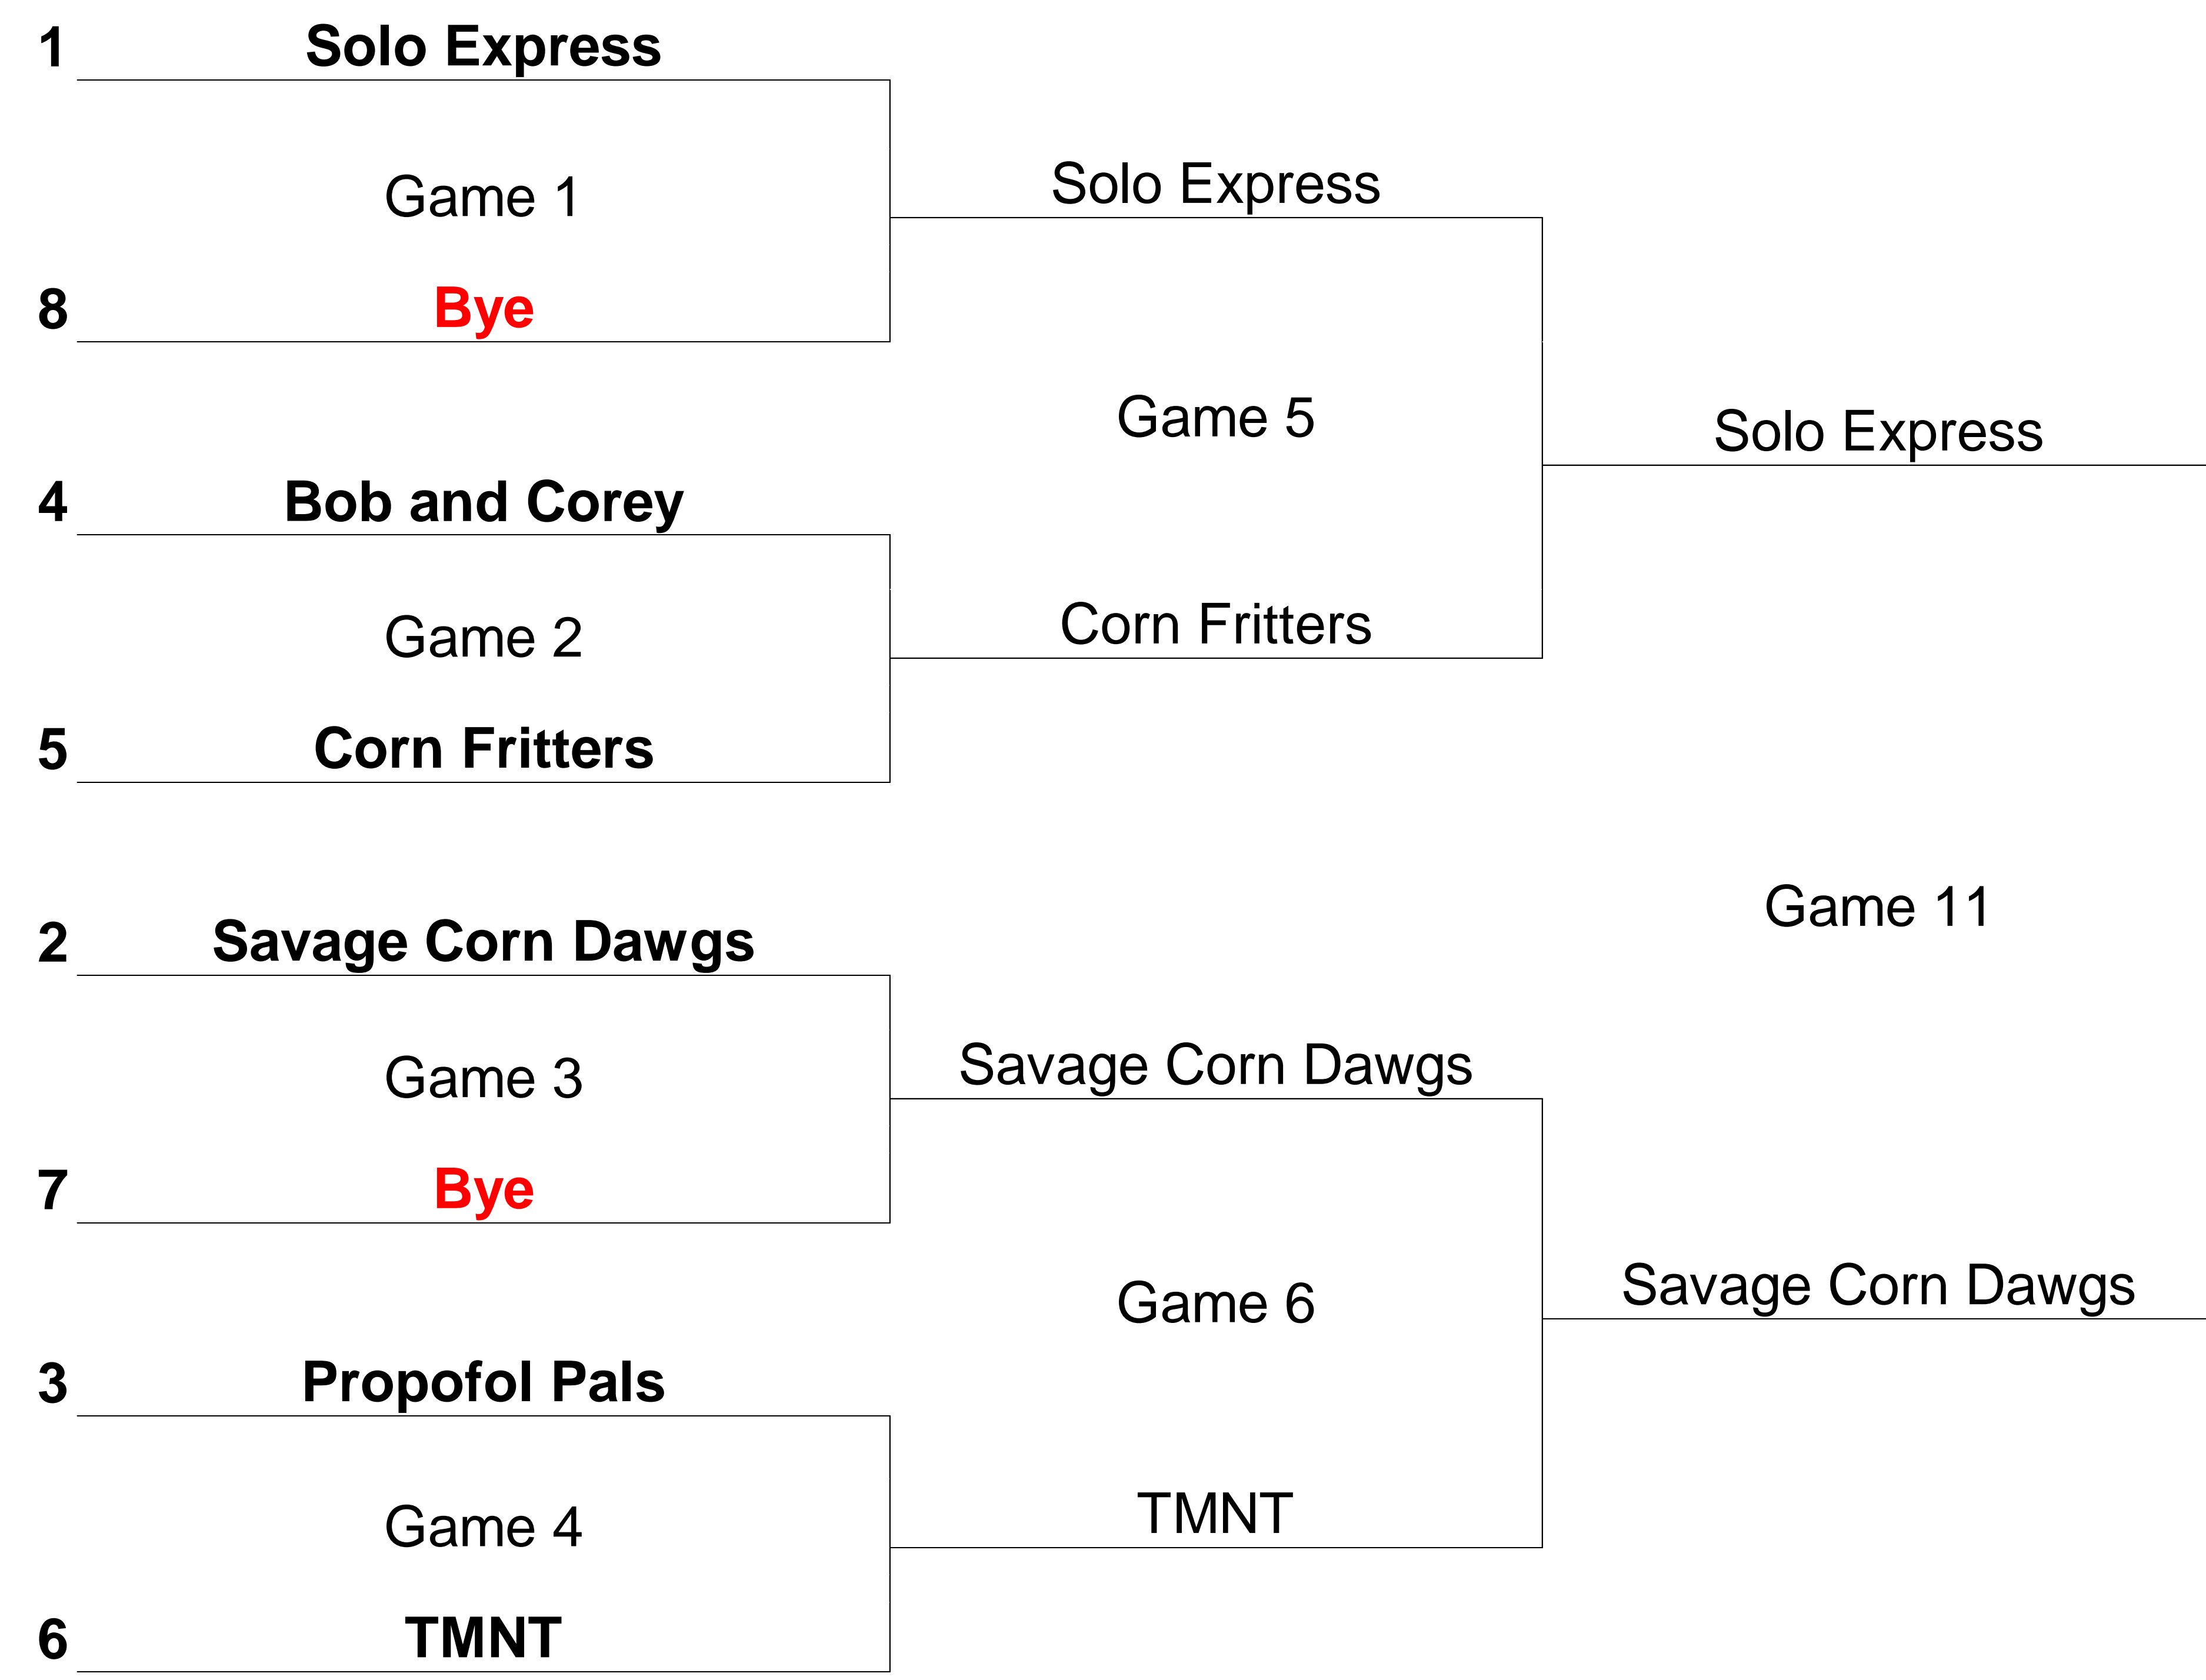 1 Solo Express
Game 1
Solo Express
8 Bye
Game 5
Solo Express
4 Bob and Corey
Game 2
Corn Fritters
5 Corn Fritters
Game 11
2 Savage Corn Dawgs
Game 3
Savage Corn Dawgs
7 Bye
Game 6
Savage Corn Dawgs
3 Propofol Pals
Game 4
TMNT
6 TMNT